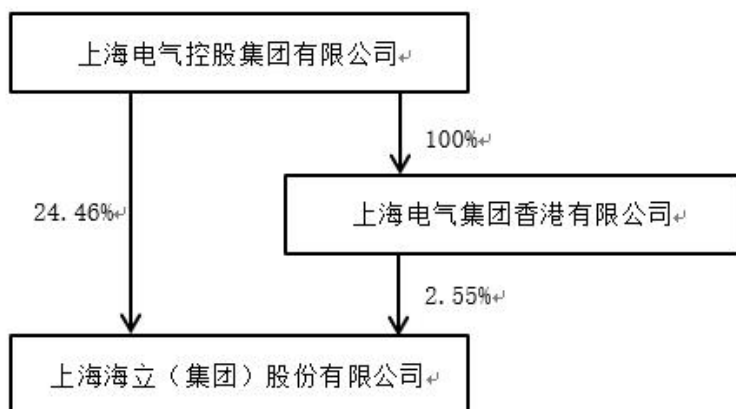 上海电气控股集团有限公司
100%
24.46%
上海电气集团香港有限公司
2.55%
上海海立（集团）股份有限公司